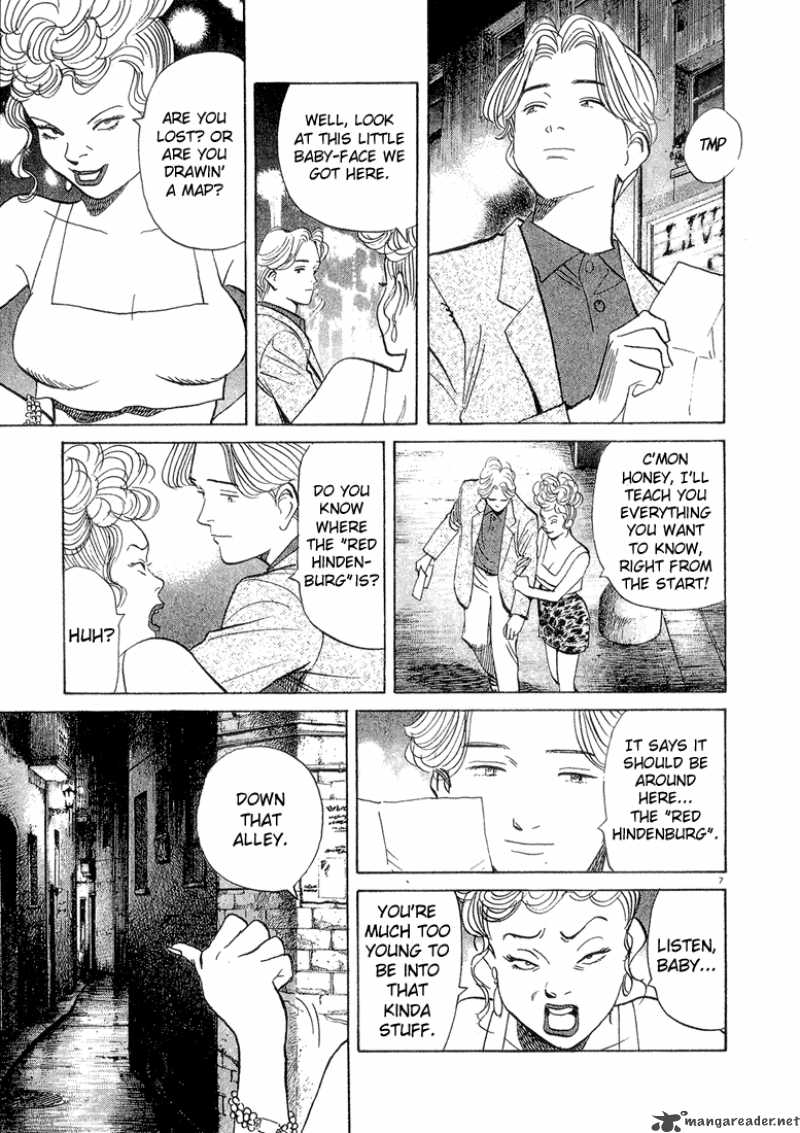 TMP
LIV
WELL, LOOK
AT THIS LITTLE
BABY-FACE WE
GOT HERE.
ARE YOU
LOST? OR
ARE YOU
DRAWIN'
A MAP?
C'MON
HONEY, I'LL
TEACH YOU
EVERYTHING
YOU WANT
TO KNOW,
RIGHT FROM
THE START!
DO YOU
KNOW
WHERE
THE "RED
HINDEN-
BURG" IS?
HUH?
IT SAYS IT
SHOULD BE
AROUND
HERE...
THE "RED
HINDENBURG".
7
LISTEN,
BABY...
YOU'RE
MUCH TOO
YOUNG TO
BE INTO
THAT
KINDA
STUFF.
DOWN
THAT
ALLEY.
mangareader.net